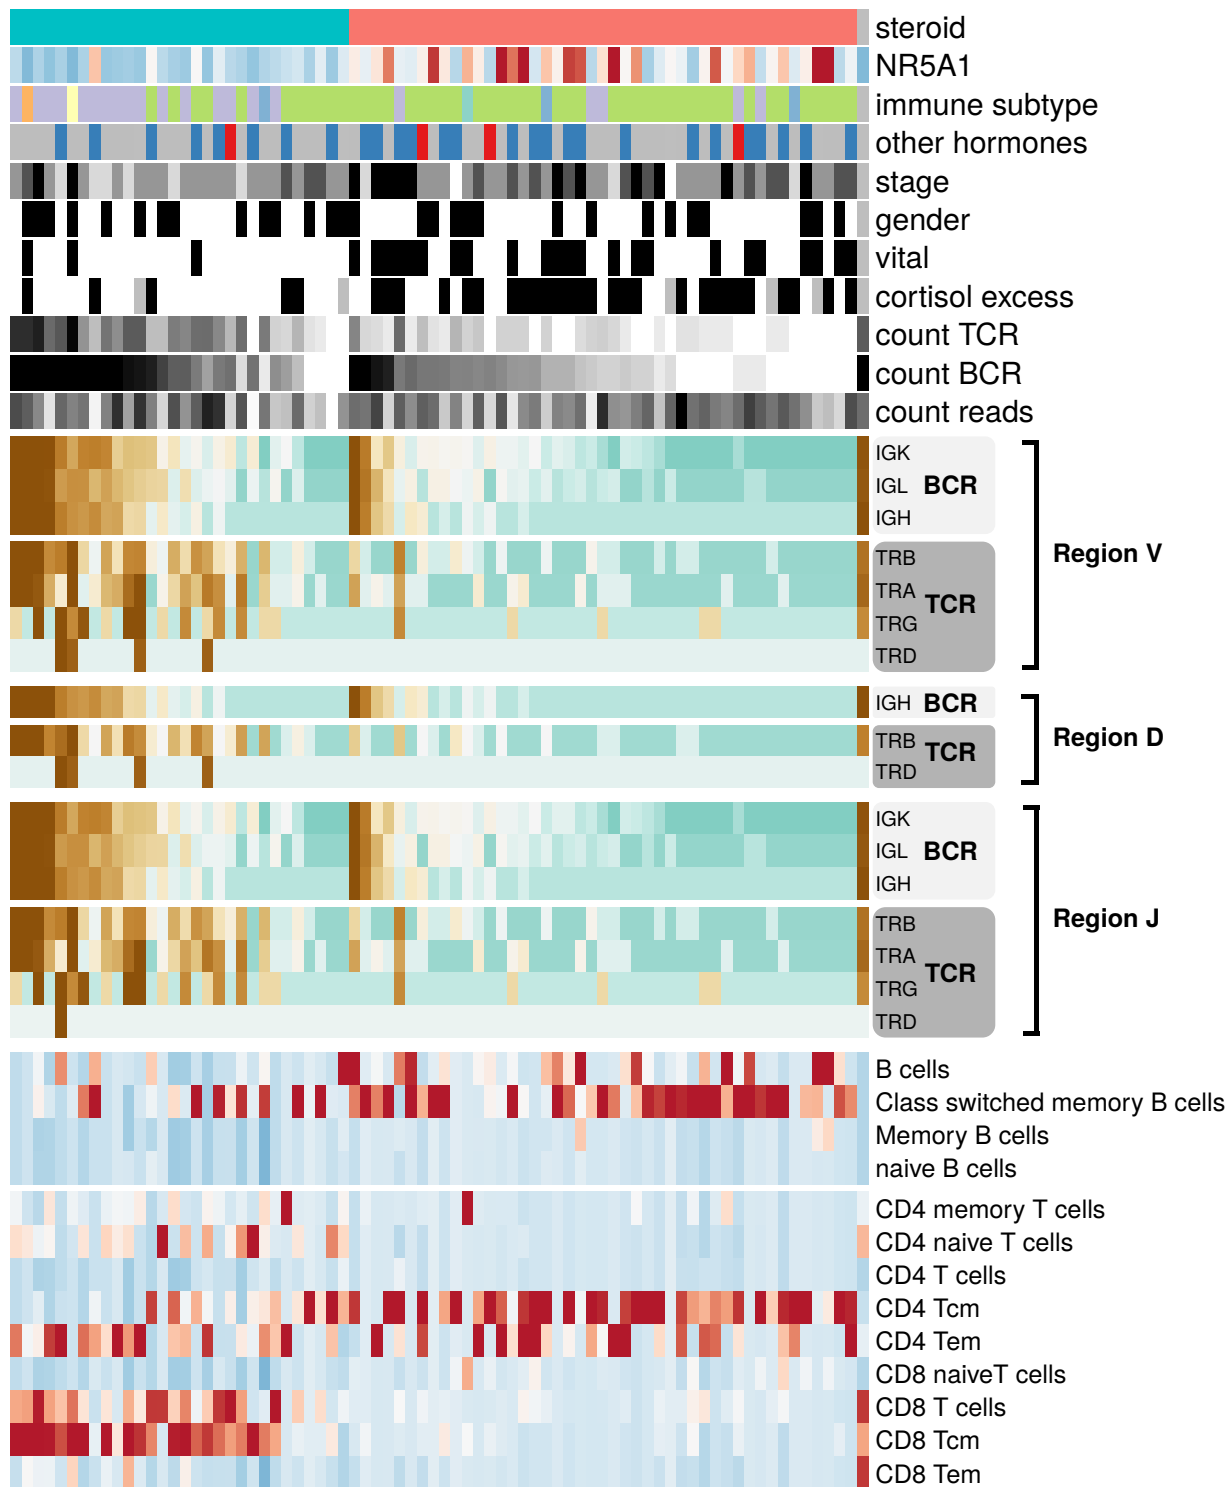 steroid
NR5A1
immune subtype
other hormones
stage
gender
vital
cortisol excess
count TCR
count BCR
count reads
IGK
IGL BCR
IGH
Region V
TRB
TRA
TCR
TRG
TRD
IGH BCR
TRB
TCR
TRD
Region D
IGK
IGL BCR
IGH
Region J
TRB
TRA
TCR
TRG
TRD
B cells
Class switched memory B cells
Memory B cells
naive B cells
CD4 memory T cells
CD4 naive T cells
CD4 T cells
CD4 Tcm
CD4 Tem
CD8 naiveT cells
CD8 T cells
CD8 Tcm
CD8 Tem